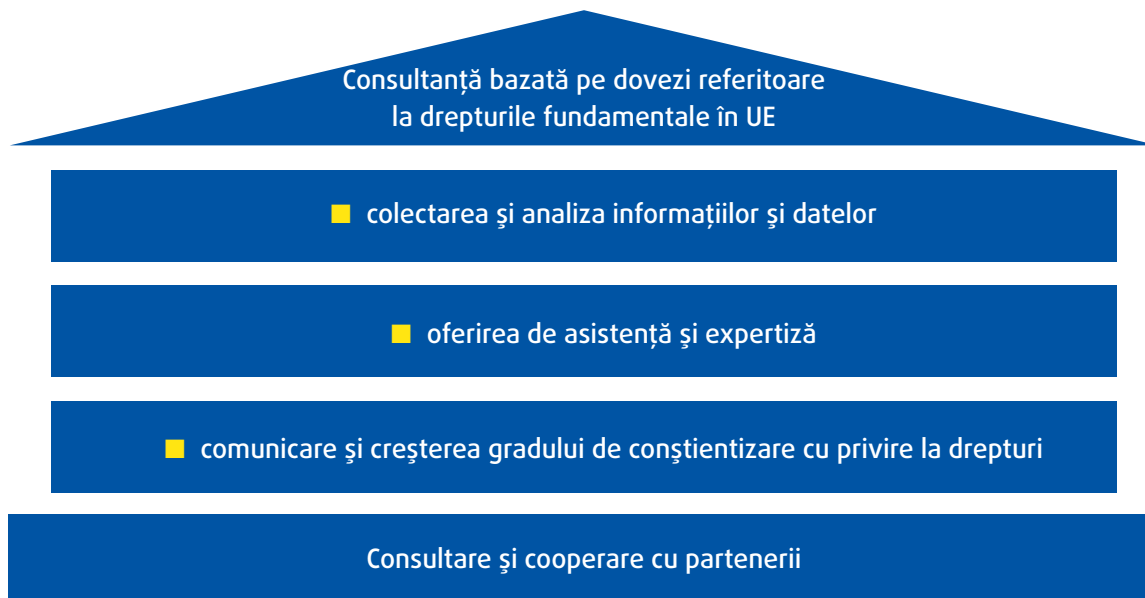 Consultanță bazată pe dovezi referitoare
la drepturile fundamentale în UE
colectarea şi analiza informațiilor şi datelor
oferirea de asistență şi expertiză
comunicare şi creşterea gradului de conştientizare cu privire la drepturi
Consultare şi cooperare cu partenerii